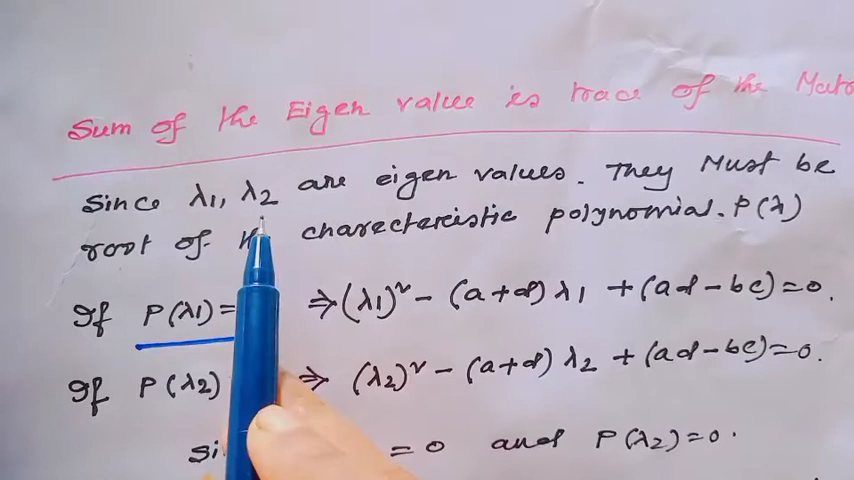 Sum of the Eigen value is trace of the
Since λ1, λ2 are eigen values. They Must be
root of charectercistic polynomial. P(λ)
If P(λ1)= ⇒ (λ1)² - (a+d) λ1 + (ad-bc)=0.
If P(λ2) ⇒ (λ2)² - (a+d) λ2 + (ad-bc)=0.
= 0 and P(λ2)=0.